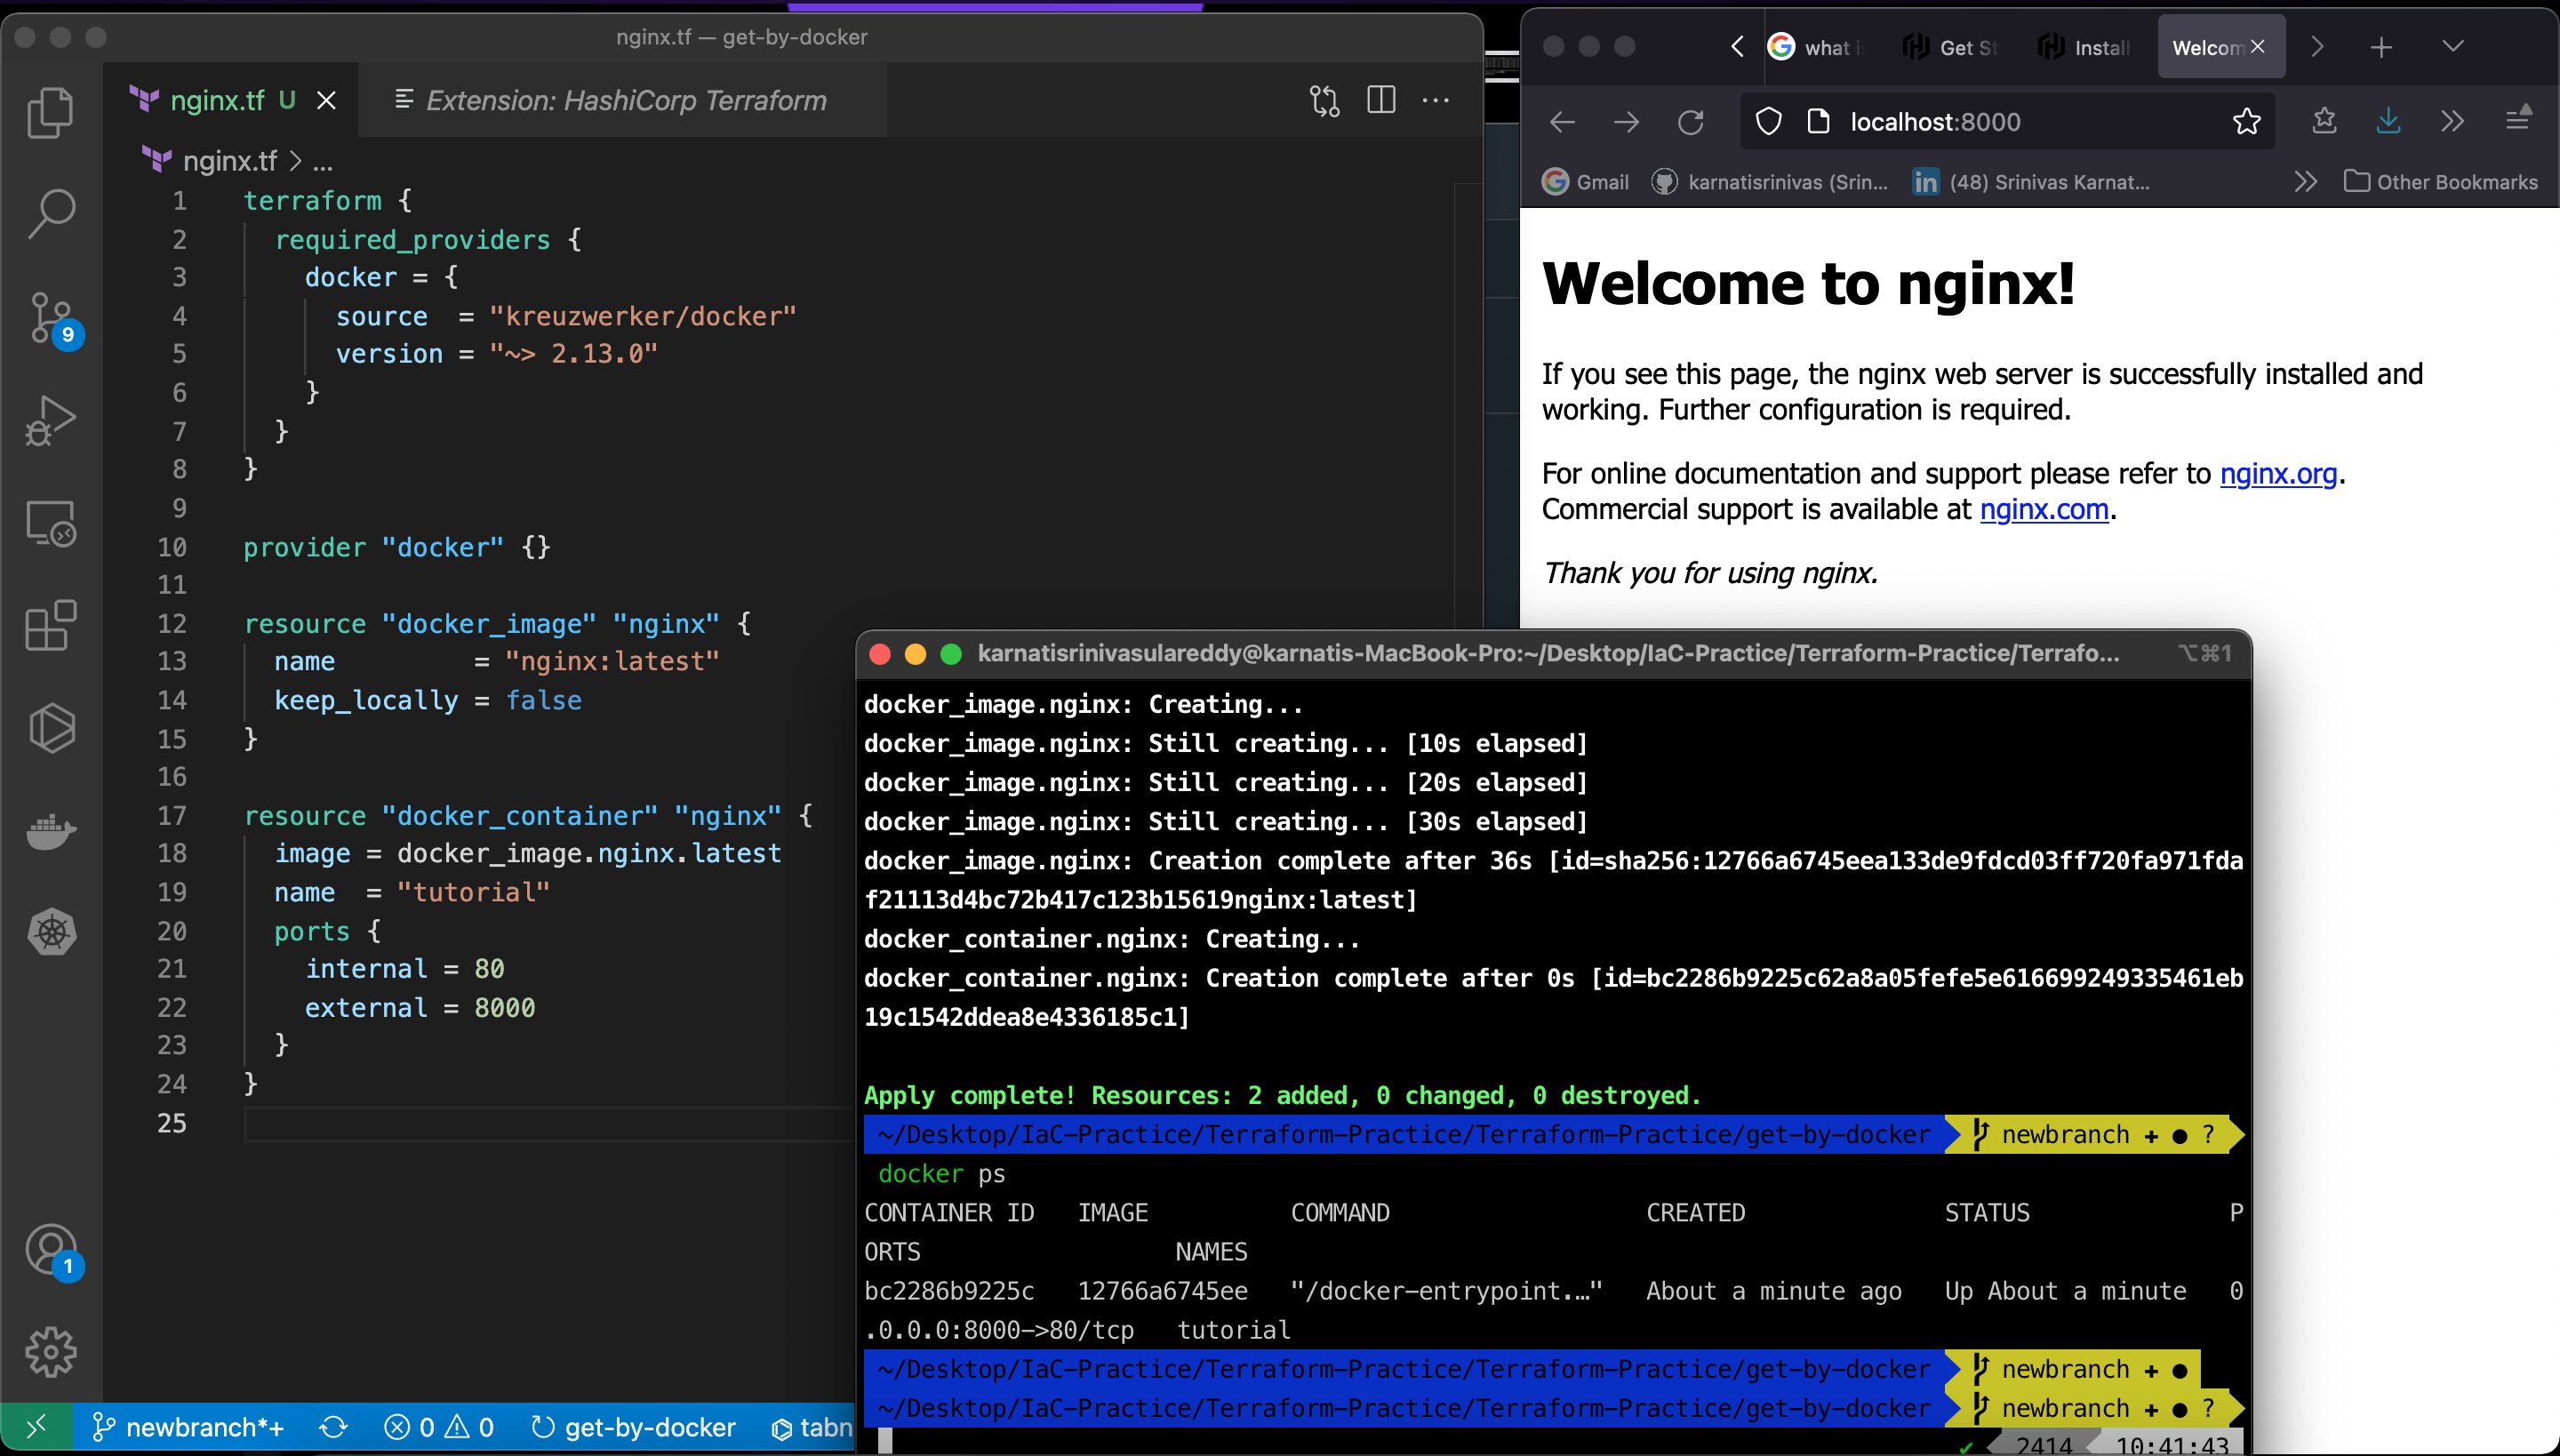 nginx.tf — get-by-docker
nginx.tf U
Extension: HashiCorp Terraform
nginx.tf > ...
1 terraform {
2 required_providers {
3 docker = {
4 source = "kreuzwerker/docker"
5 version = "~> 2.13.0"
6 }
7 }
8 }
9
10 provider "docker" {}
11
12 resource "docker_image" "nginx" {
13 name = "nginx:latest"
14 keep_locally = false
15 }
16
17 resource "docker_container" "nginx" {
18 image = docker_image.nginx.latest
19 name = "tutorial"
20 ports {
21 internal = 80
22 external = 8000
23 }
24 }
25
9
1
newbranch*+ 0 0 get-by-docker tabn
what Get St Install Welcom
localhost:8000
Gmail karnatisrinivas (Srin... (48) Srinivas Karnat... Other Bookmarks
Welcome to nginx!
If you see this page, the nginx web server is successfully installed and
working. Further configuration is required.
For online documentation and support please refer to nginx.org.
Commercial support is available at nginx.com.
Thank you for using nginx.
karnatisrinivasulareddy@karnatis-MacBook-Pro:~/Desktop/IaC-Practice/Terraform-Practice/Terrafo... ⌥⌘1
docker_image.nginx: Creating...
docker_image.nginx: Still creating... [10s elapsed]
docker_image.nginx: Still creating... [20s elapsed]
docker_image.nginx: Still creating... [30s elapsed]
docker_image.nginx: Creation complete after 36s [id=sha256:12766a6745eea133de9fdcd03ff720fa971fda
f21113d4bc72b417c123b15619nginx:latest]
docker_container.nginx: Creating...
docker_container.nginx: Creation complete after 0s [id=bc2286b9225c62a8a05fefe5e616699249335461eb
19c1542ddea8e4336185c1]
Apply complete! Resources: 2 added, 0 changed, 0 destroyed.
~/Desktop/IaC-Practice/Terraform-Practice/Terraform-Practice/get-by-docker newbranch + ● ?
docker ps
CONTAINER ID IMAGE COMMAND CREATED STATUS P
ORTS NAMES
bc2286b9225c 12766a6745ee "/docker-entrypoint.…" About a minute ago Up About a minute 0
.0.0.0:8000->80/tcp tutorial
~/Desktop/IaC-Practice/Terraform-Practice/Terraform-Practice/get-by-docker newbranch + ●
~/Desktop/IaC-Practice/Terraform-Practice/Terraform-Practice/get-by-docker newbranch + ● ?
✔ 2414 10:41:43